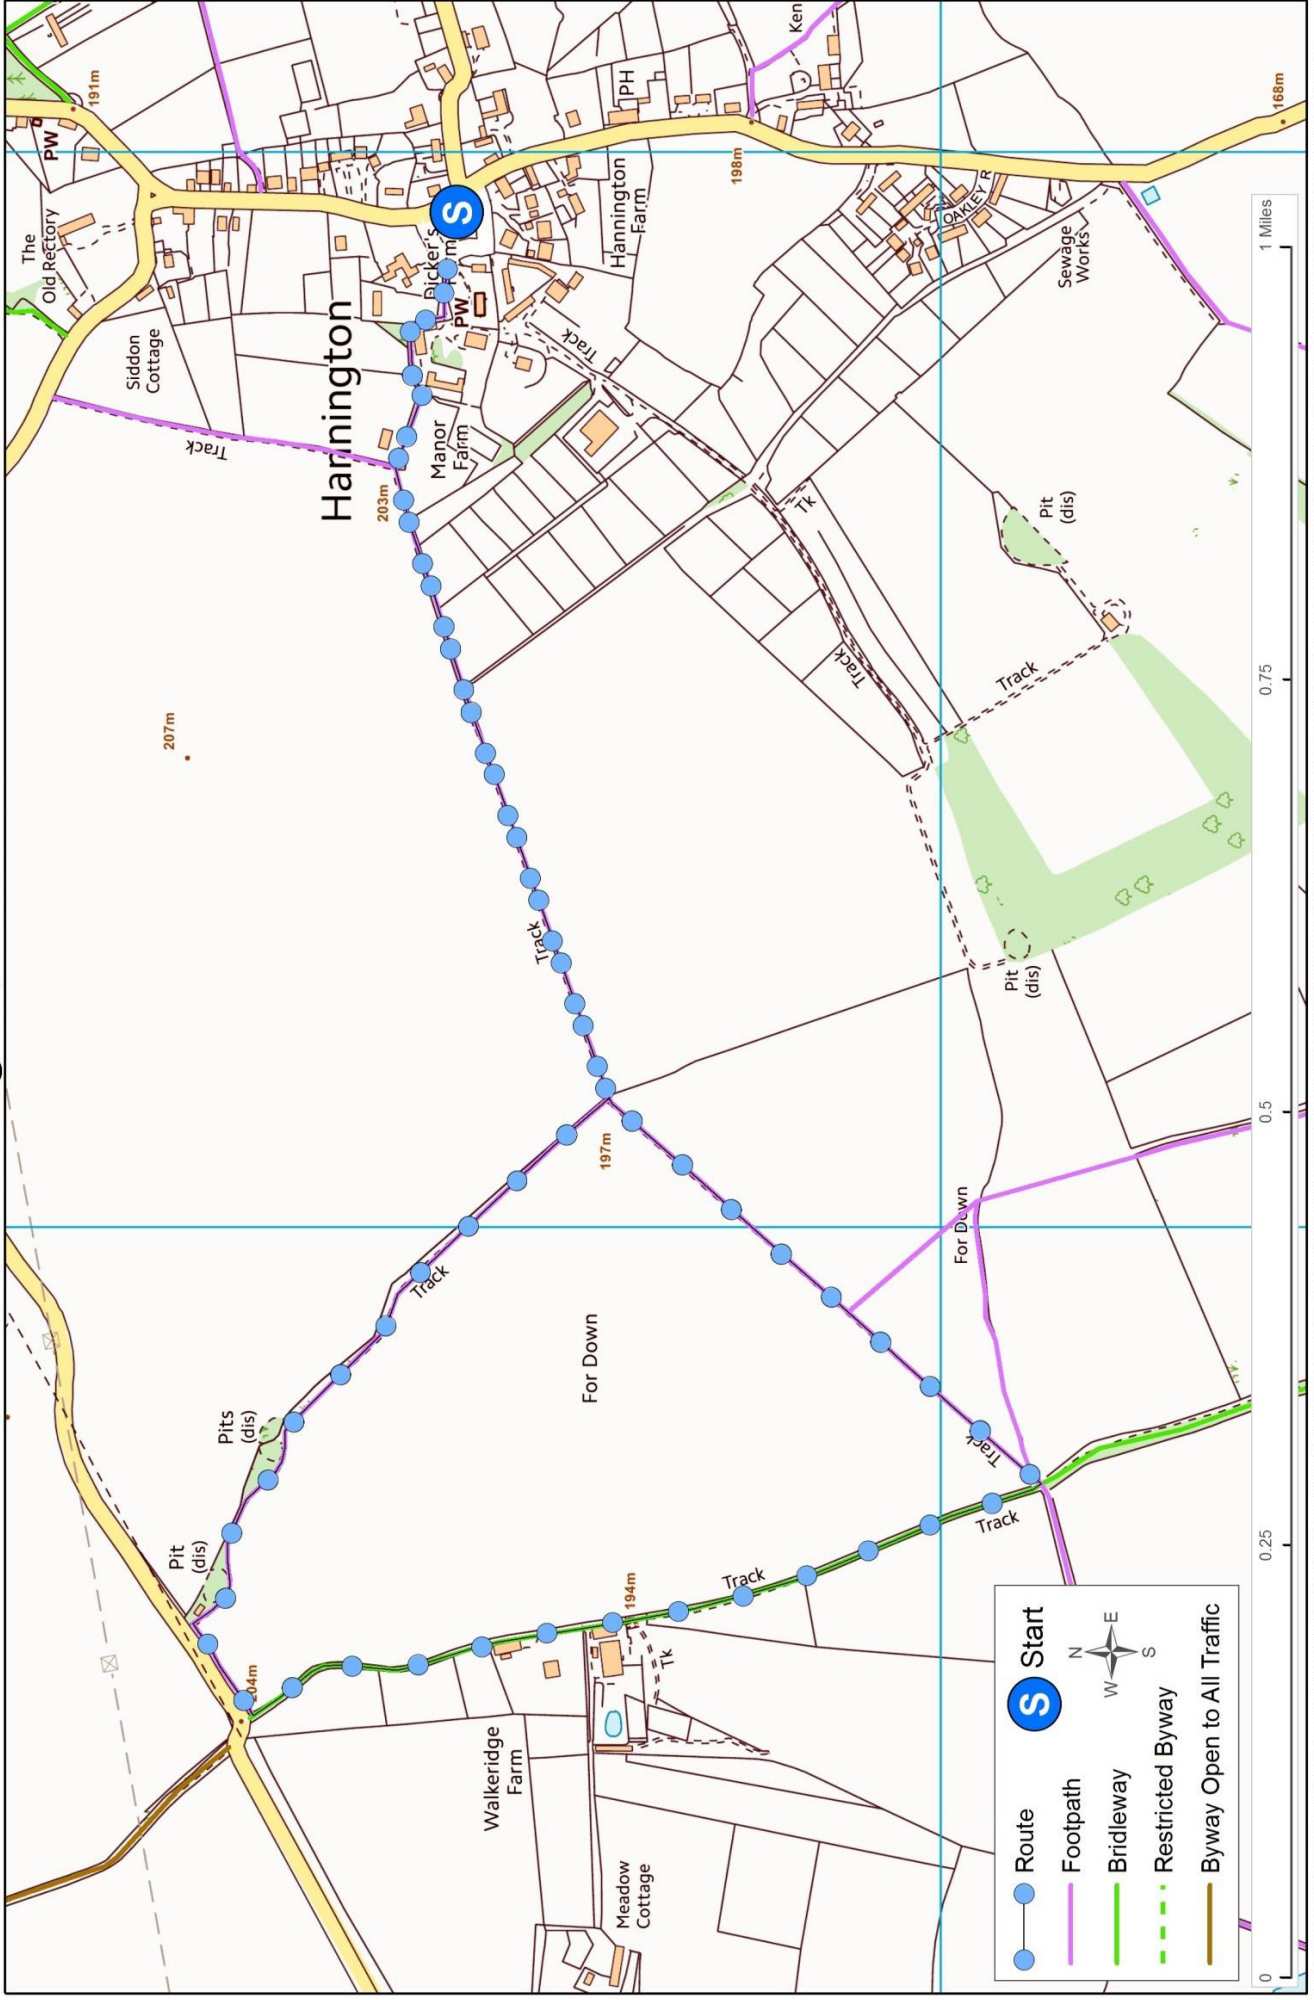 The
Old Rectory
PW
191m
Siddon
Cottage
207m
Pit
(dis)
Track
Pits
(dis)
204m
Hannington
203m
Track
Dicker's
Manor
Farm
PW
S
Walkeridge
Farm
Track
Track
For Down
197m
Hannington
Farm
PH
194m
Meadow
Cottage
Tk
198m
Track
Ken
Tk
Track
For Down
OAKLEY R
Track
Track
Pit
(dis)
Track
Pit
(dis)
Sewage
Works
Route
S Start
Footpath
N
W E
S
Bridleway
Restricted Byway
Byway Open to All Traffic
0 0.25 0.5 0.75 1 Miles
168m